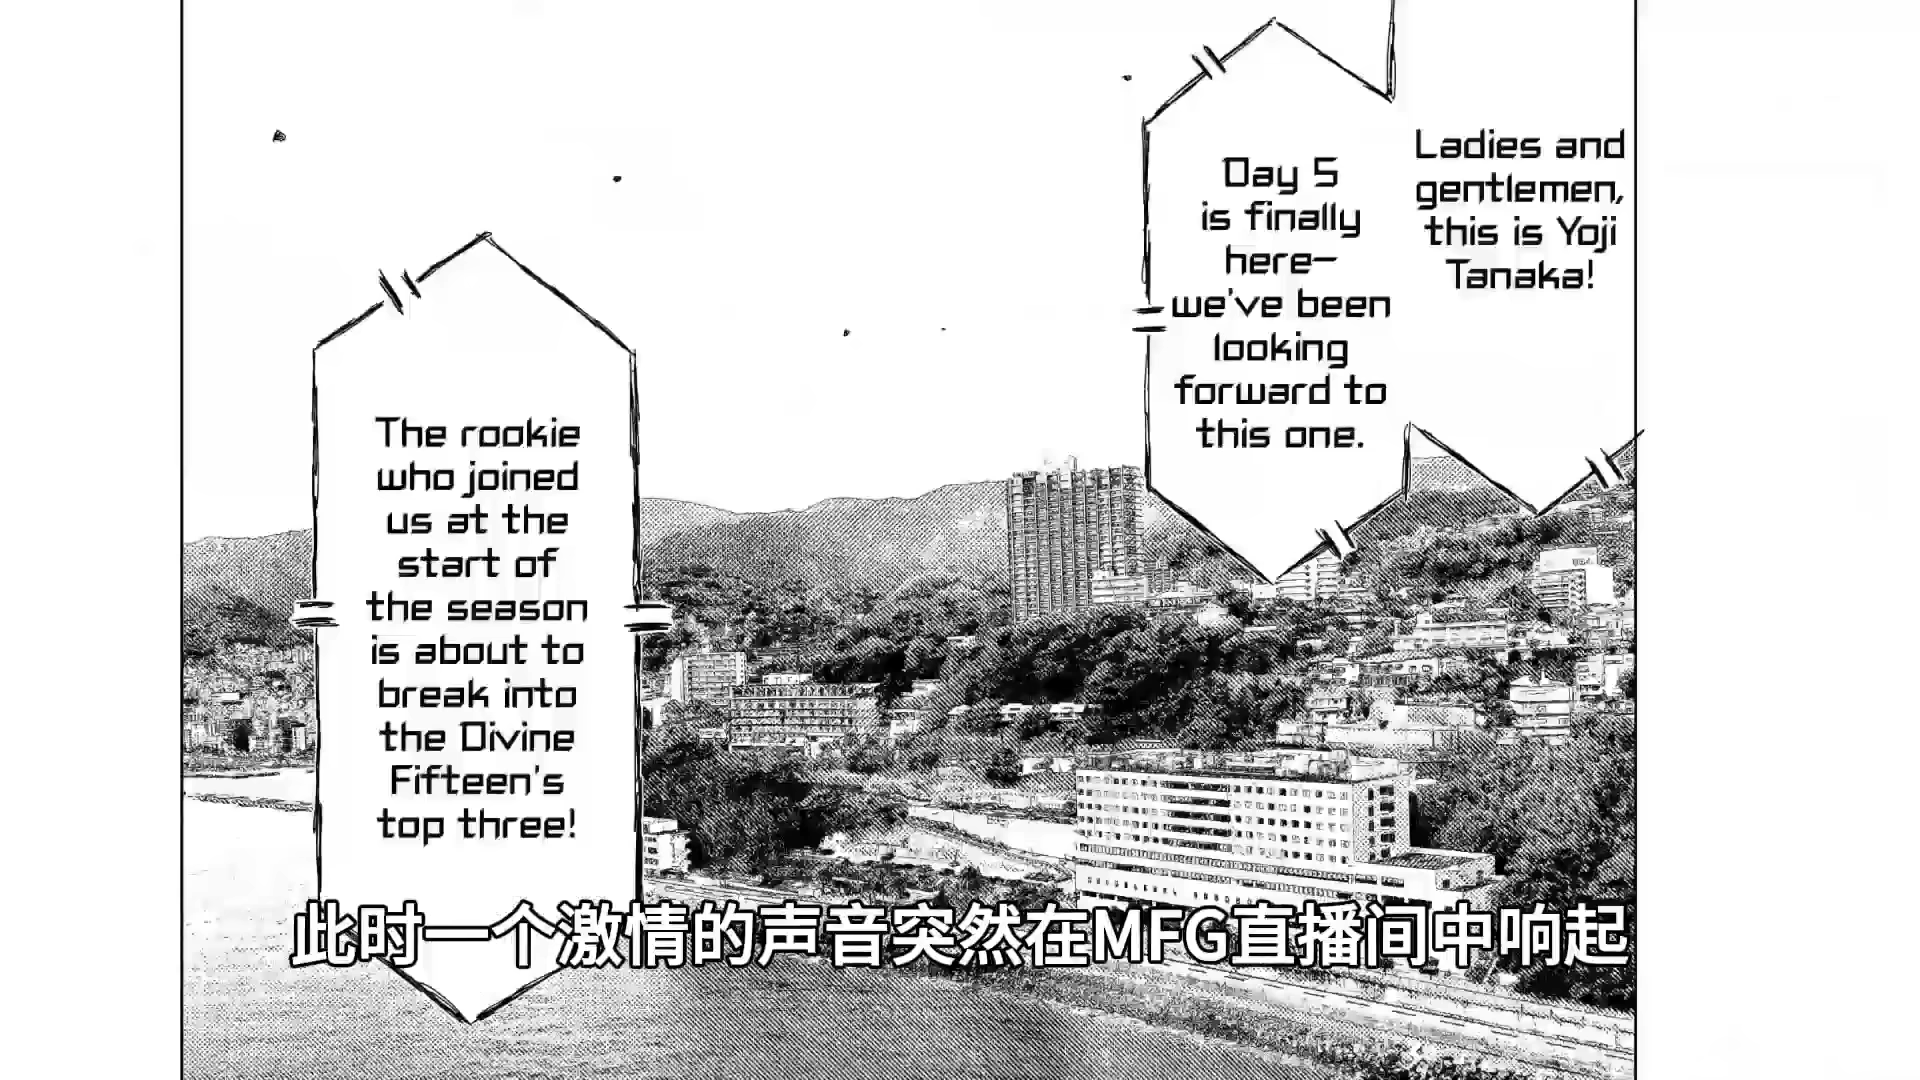 Ladies and
gentlemen,
this is Yoji
Tanaka!
Day 5
is finally
here—
we've been
looking
forward to
this one.
The rookie
who joined
us at the
start of
the season
is about to
break into
the Divine
Fifteen's
top three!
此时一个激情的声音突然在MFG直播间中响起